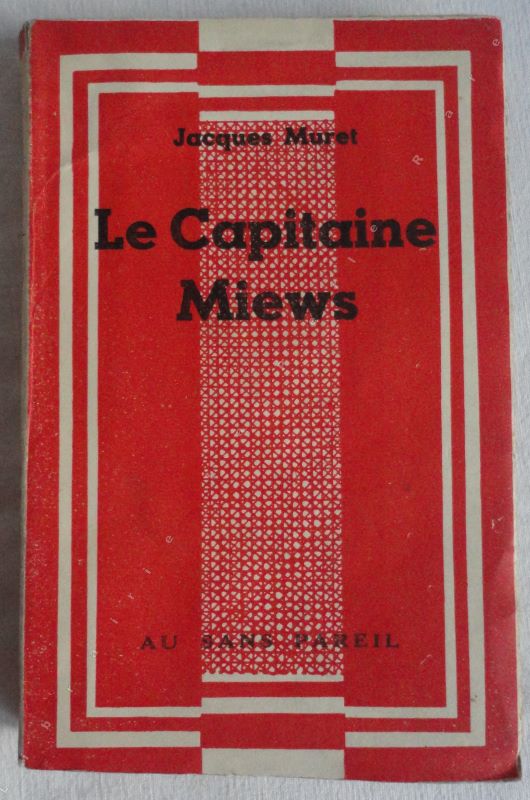 Jacques Muret
Le Capitaine
Miews
AU SANS PAREIL